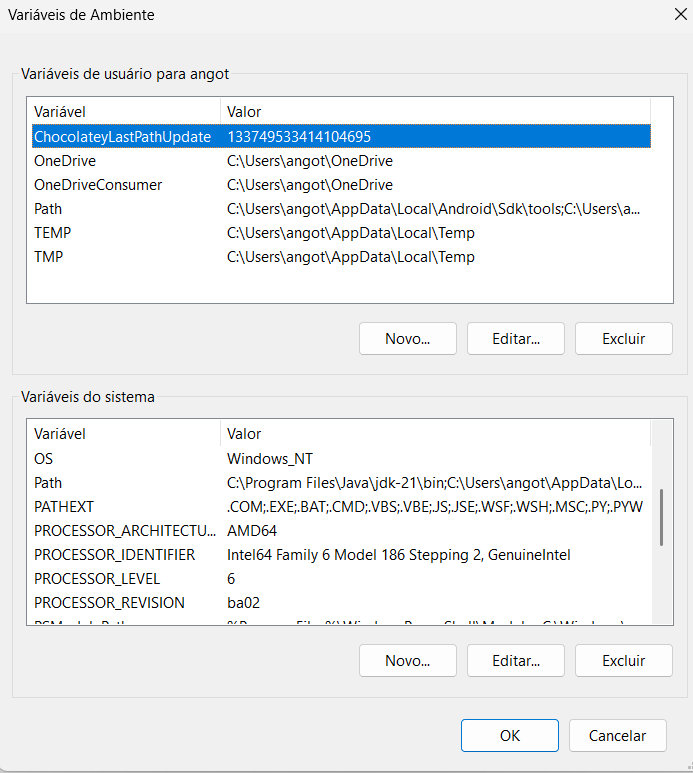 Variáveis de Ambiente
Variáveis de usuário para angot
Variável Valor
ChocolateyLastPathUpdate 133749533414104695
OneDrive C:\Users\angot\OneDrive
OneDriveConsumer C:\Users\angot\OneDrive
Path C:\Users\angot\AppData\Local\Android\Sdk\tools;C:\Users\a...
TEMP C:\Users\angot\AppData\Local\Temp
TMP C:\Users\angot\AppData\Local\Temp
Novo... Editar... Excluir
Variáveis do sistema
Variável Valor
OS Windows_NT
Path C:\Program Files\Java\jdk-21\bin;C:\Users\angot\AppData\Lo...
PATHEXT .COM;.EXE;.BAT;.CMD;.VBS;.VBE;.JS;.JSE;.WSF;.WSH;.MSC;.PY;.PYW
PROCESSOR_ARCHITECTU... AMD64
PROCESSOR_IDENTIFIER Intel64 Family 6 Model 186 Stepping 2, GenuineIntel
PROCESSOR_LEVEL 6
PROCESSOR_REVISION ba02
Novo... Editar... Excluir
OK Cancelar